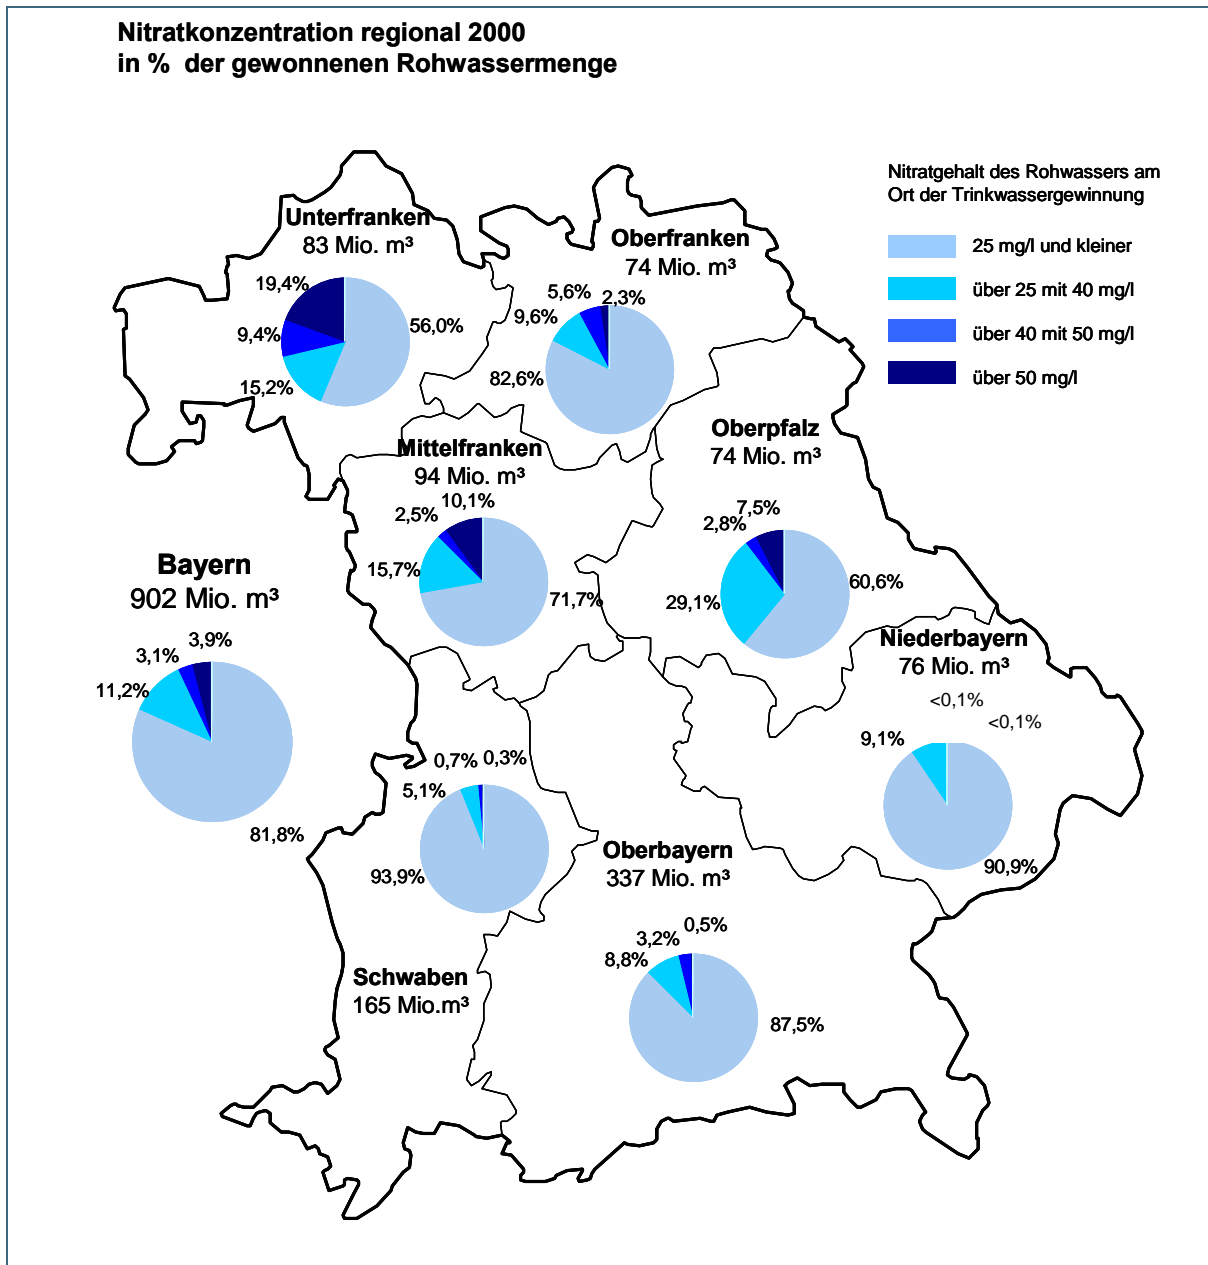 Nitratkonzentration regional 2000
in % der gewonnenen Rohwassermenge
Nitratgehalt des Rohwassers am
Ort der Trinkwassergewinnung
25 mg/l und kleiner
über 25 mit 40 mg/l
über 40 mit 50 mg/l
über 50 mg/l
Unterfranken
83 Mio. m³
19,4%
9,4%
56,0%
15,2%
Oberfranken
74 Mio. m³
5,6%
2,3%
9,6%
82,6%
Mittelfranken
94 Mio. m³
10,1%
2,5%
15,7%
71,7%
Oberpfalz
74 Mio. m³
7,5%
2,8%
60,6%
29,1%
Bayern
902 Mio. m³
3,9%
3,1%
11,2%
81,8%
Niederbayern
76 Mio. m³
<0,1%
<0,1%
9,1%
90,9%
0,7%
0,3%
5,1%
93,9%
Schwaben
165 Mio.m³
Oberbayern
337 Mio. m³
0,5%
3,2%
8,8%
87,5%